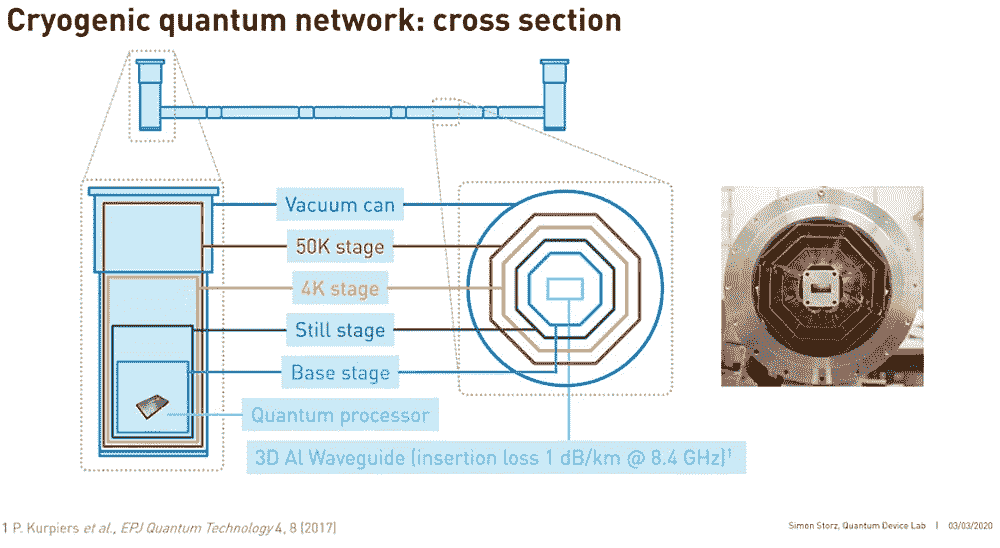 Cryogenic quantum network: cross section
Vacuum can
50K stage
4K stage
Still stage
Base stage
Quantum processor
3D Al Waveguide (insertion loss 1 dB/km @ 8.4 GHz)¹
1 P. Kurpiers et al., EPJ Quantum Technology 4, 8 (2017)
Simon Storz, Quantum Device Lab | 03/03/2020